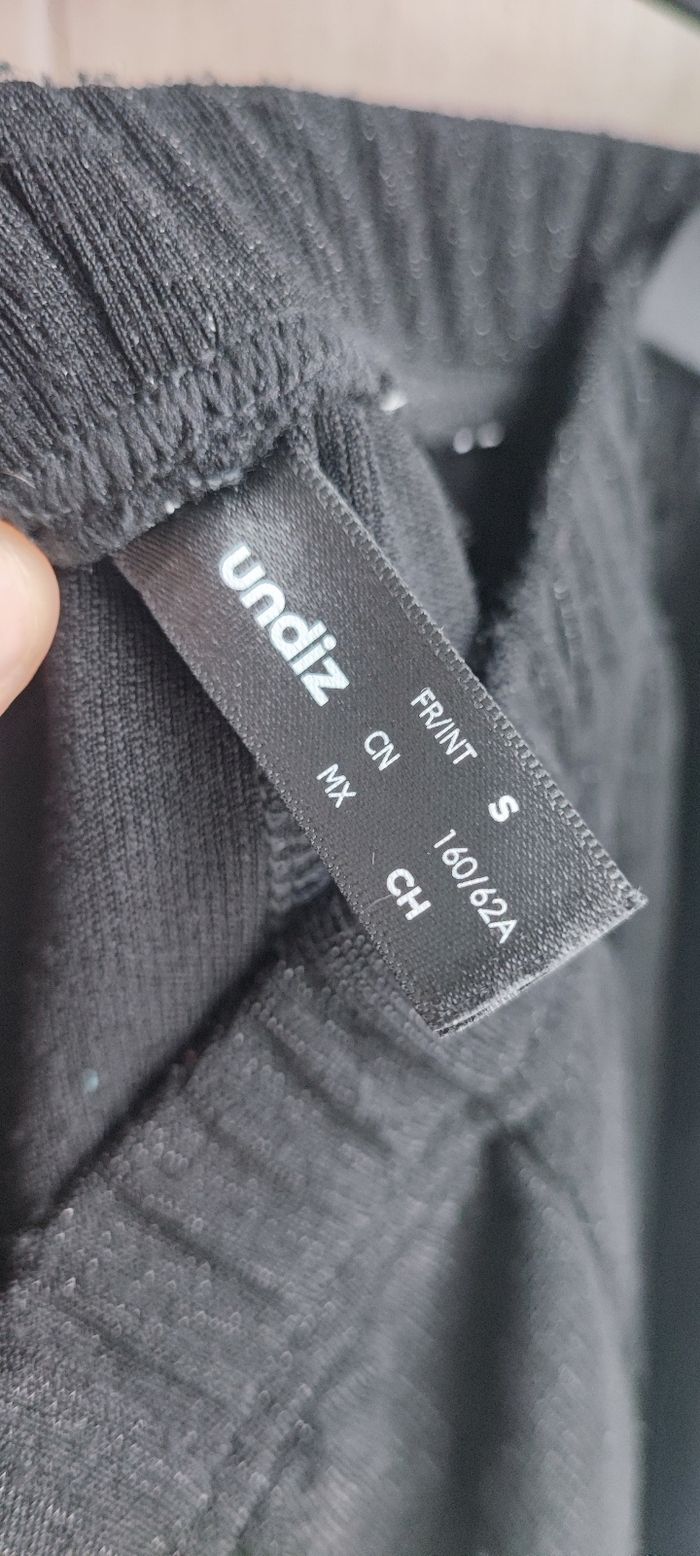 undiz
FR/INT S
CN 160/62A
MX CH